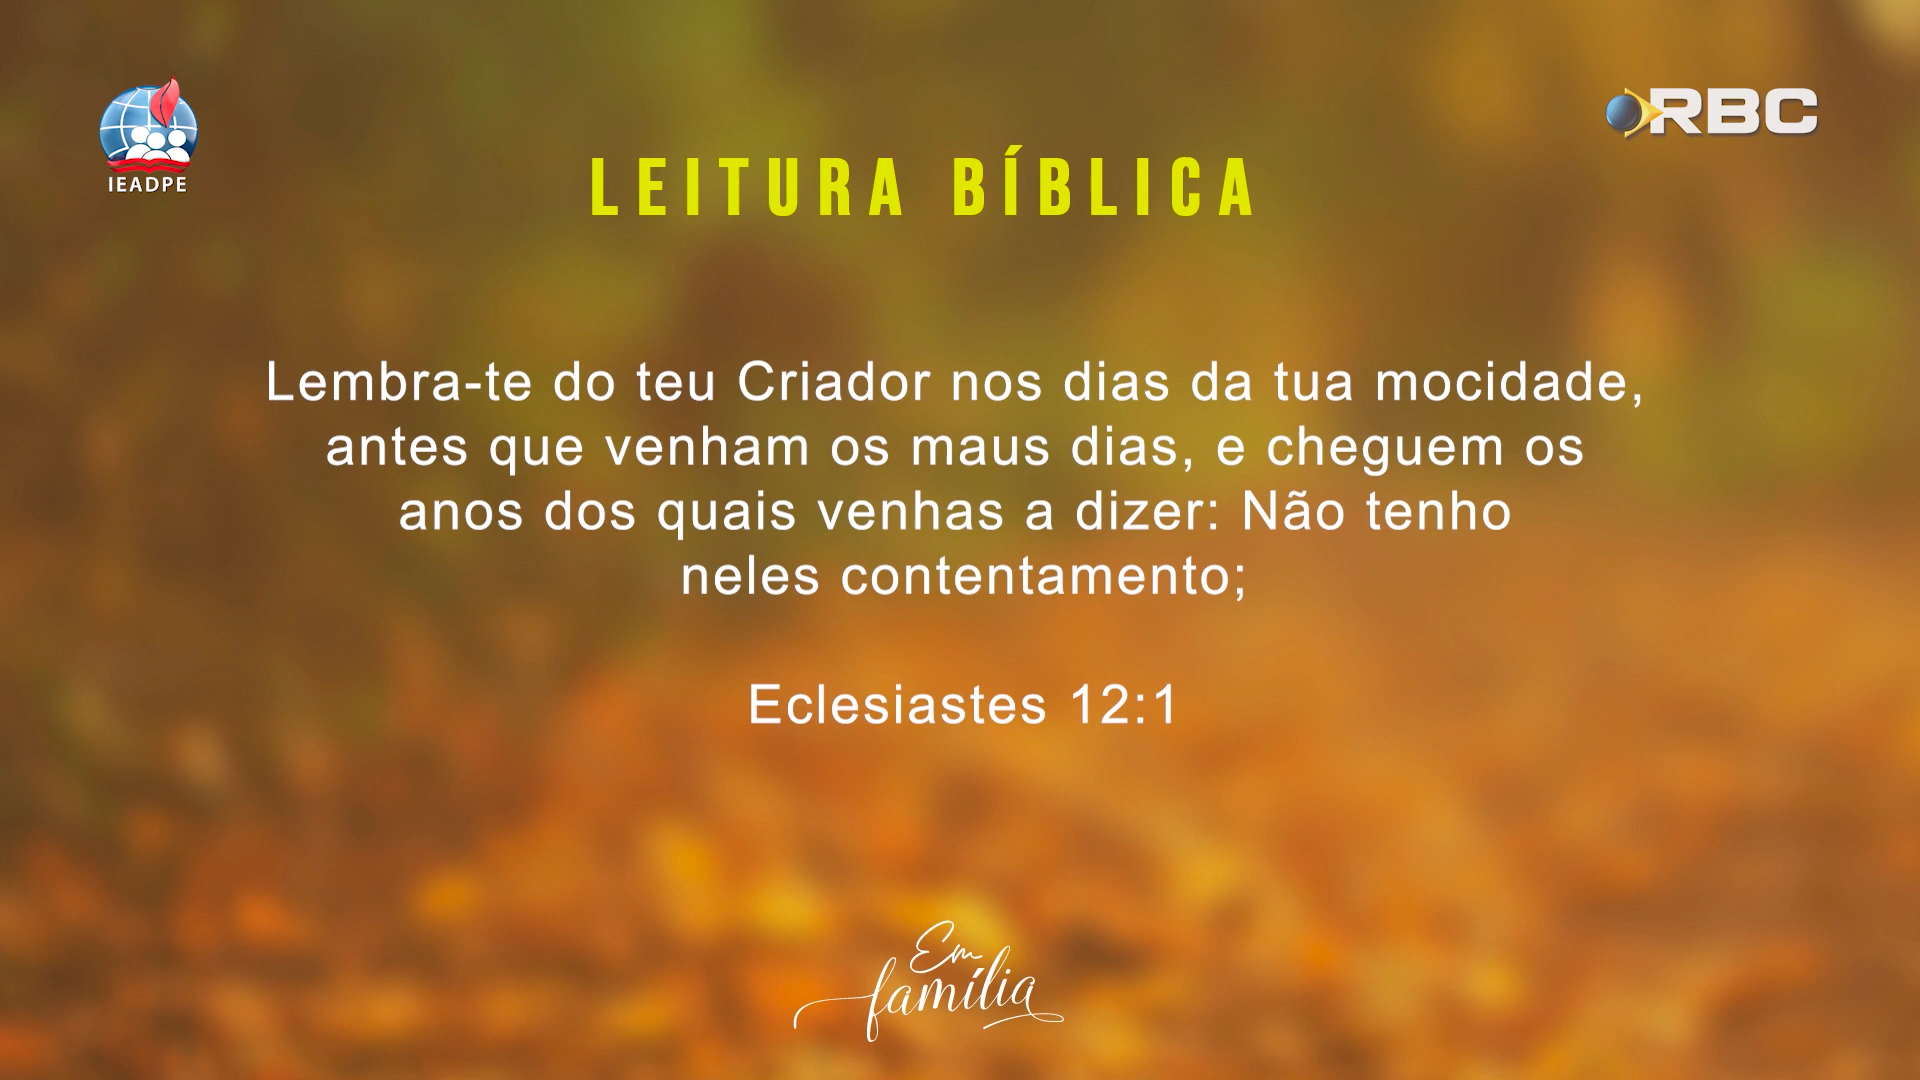 IEADPE
RBC
LEITURA BÍBLICA
Lembra-te do teu Criador nos dias da tua mocidade,
antes que venham os maus dias, e cheguem os
anos dos quais venhas a dizer: Não tenho
neles contentamento;
Eclesiastes 12:1
Em
família